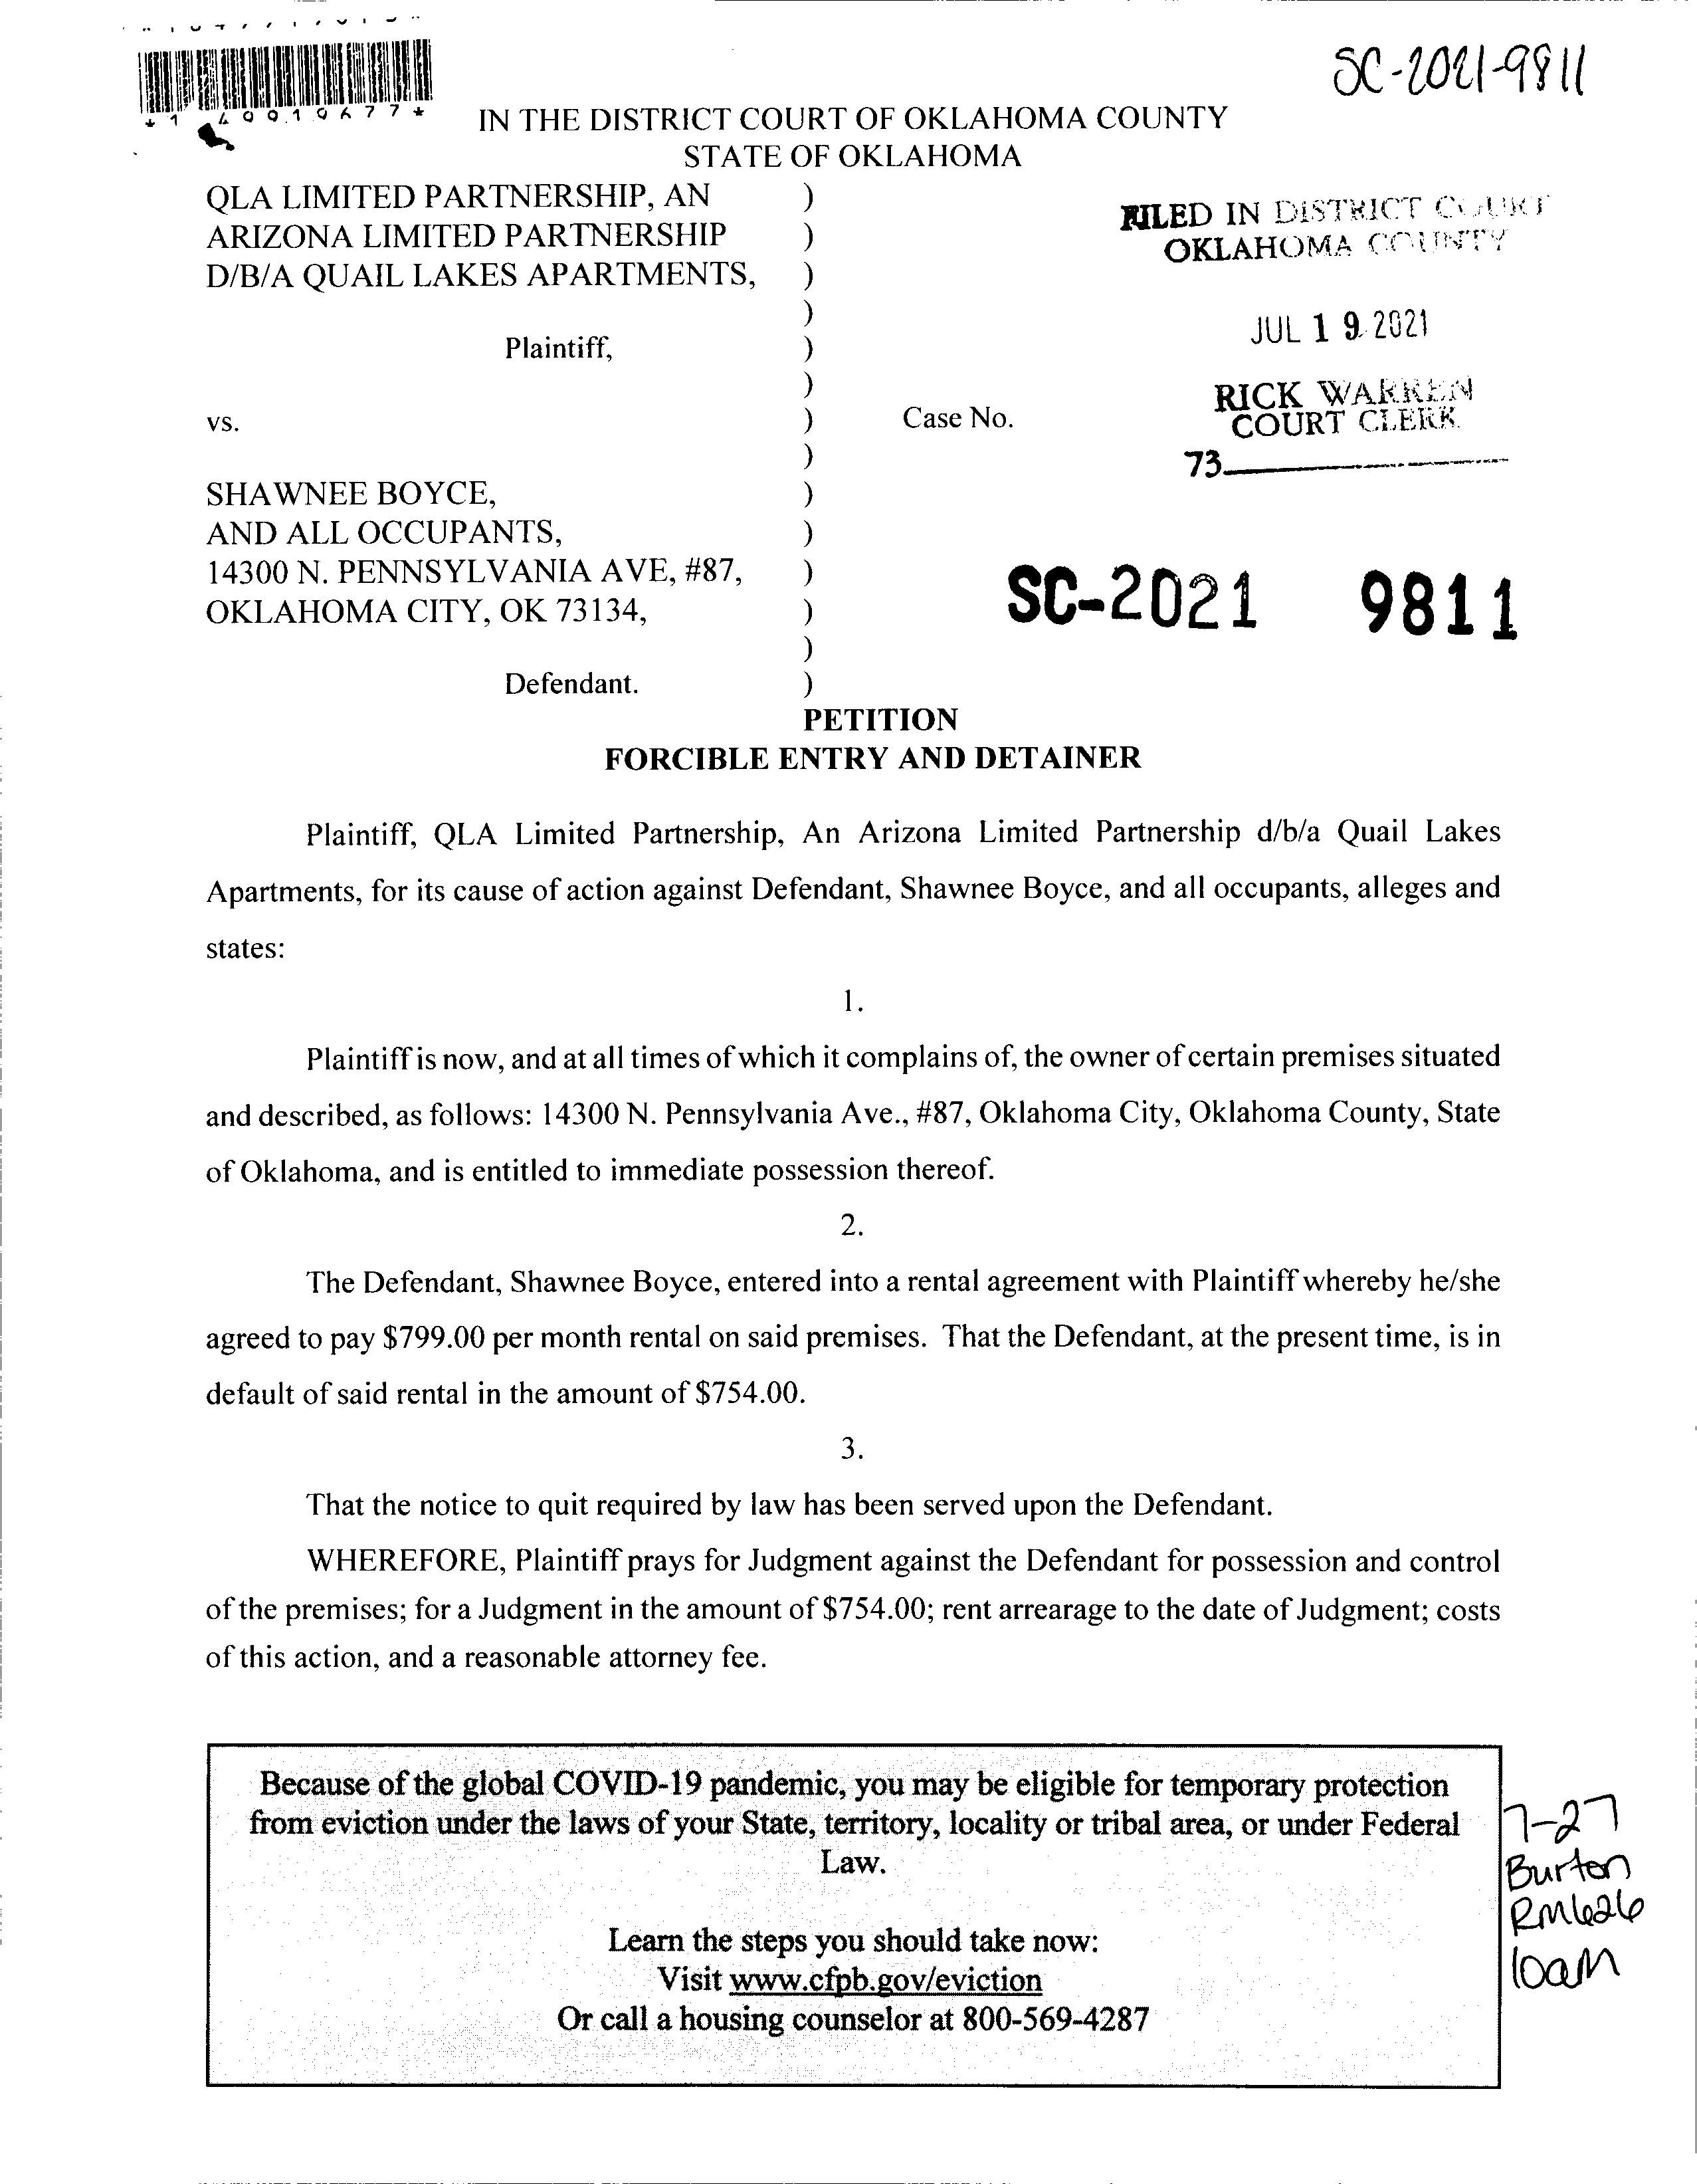 SC-2021-9811
IN THE DISTRICT COURT OF OKLAHOMA COUNTY
STATE OF OKLAHOMA
QLA LIMITED PARTNERSHIP, AN )
ARIZONA LIMITED PARTNERSHIP )
D/B/A QUAIL LAKES APARTMENTS, )
)
Plaintiff, )
)
vs. ) Case No.
)
SHAWNEE BOYCE, )
AND ALL OCCUPANTS, )
14300 N. PENNSYLVANIA AVE, #87, )
OKLAHOMA CITY, OK 73134, )
)
Defendant. )
FILED IN DISTRICT COURT
OKLAHOMA COUNTY
JUL 19 2021
RICK WARREN
COURT CLERK
73
SC-2021 9811
PETITION
FORCIBLE ENTRY AND DETAINER
Plaintiff, QLA Limited Partnership, An Arizona Limited Partnership d/b/a Quail Lakes
Apartments, for its cause of action against Defendant, Shawnee Boyce, and all occupants, alleges and
states:
1.
Plaintiff is now, and at all times of which it complains of, the owner of certain premises situated
and described, as follows: 14300 N. Pennsylvania Ave., #87, Oklahoma City, Oklahoma County, State
of Oklahoma, and is entitled to immediate possession thereof.
2.
The Defendant, Shawnee Boyce, entered into a rental agreement with Plaintiff whereby he/she
agreed to pay $799.00 per month rental on said premises. That the Defendant, at the present time, is in
default of said rental in the amount of $754.00.
3.
That the notice to quit required by law has been served upon the Defendant.
WHEREFORE, Plaintiff prays for Judgment against the Defendant for possession and control
of the premises; for a Judgment in the amount of $754.00; rent arrearage to the date of Judgment; costs
of this action, and a reasonable attorney fee.
Because of the global COVID-19 pandemic, you may be eligible for temporary protection
from eviction under the laws of your State, territory, locality or tribal area, or under Federal
Law.
Learn the steps you should take now:
Visit www.cfpb.gov/eviction
Or call a housing counselor at 800-569-4287
7-27
Burton
RM626
10am